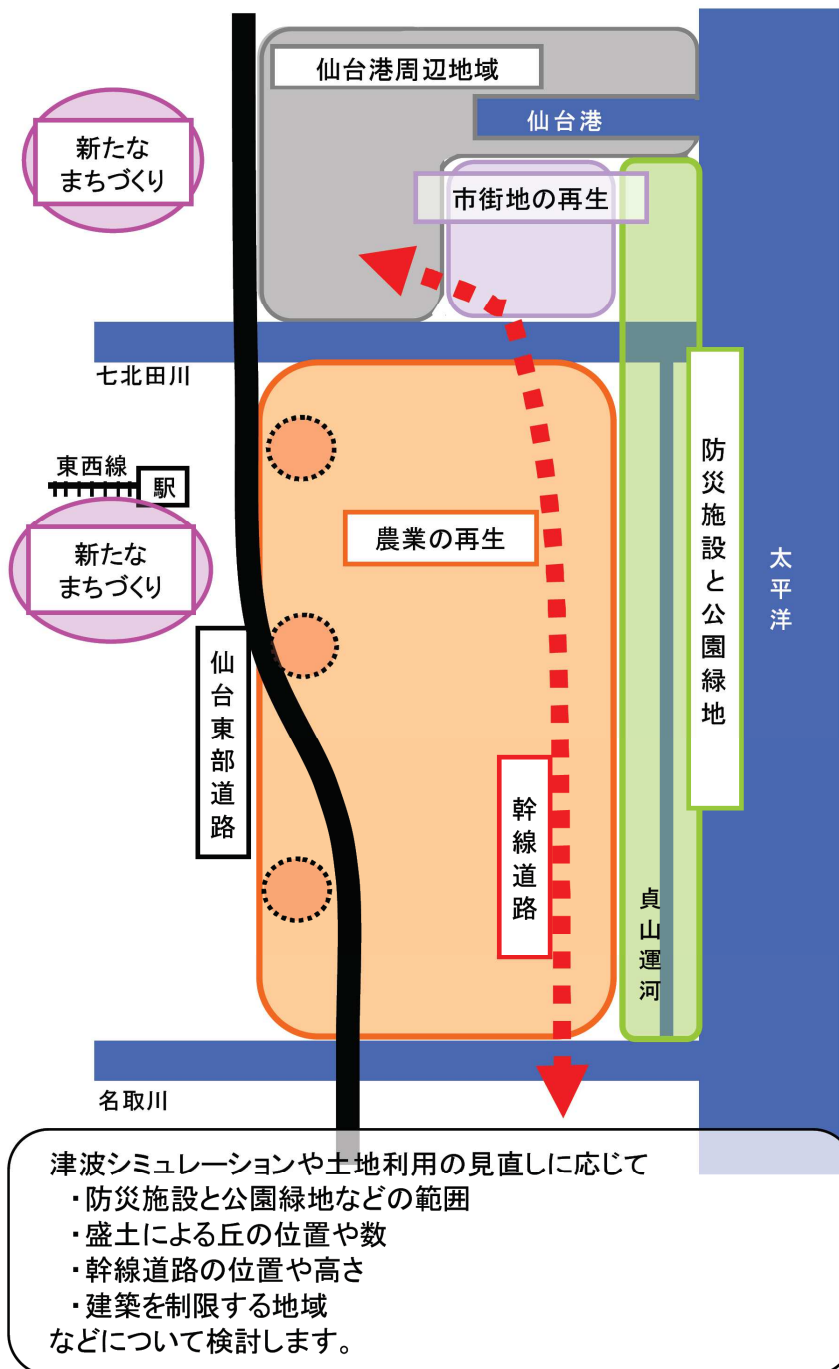 仙台港周辺地域
仙台港
新たな
まちづくり
市街地の再生
七北田川
東西線
駅
新たな
まちづくり
農業の再生
防災施設と公園緑地
太平洋
仙台東部道路
幹線道路
貞山運河
名取川
津波シミュレーションや土地利用の見直しに応じて
・防災施設と公園緑地などの範囲
・盛土による丘の位置や数
・幹線道路の位置や高さ
・建築を制限する地域
などについて検討します。